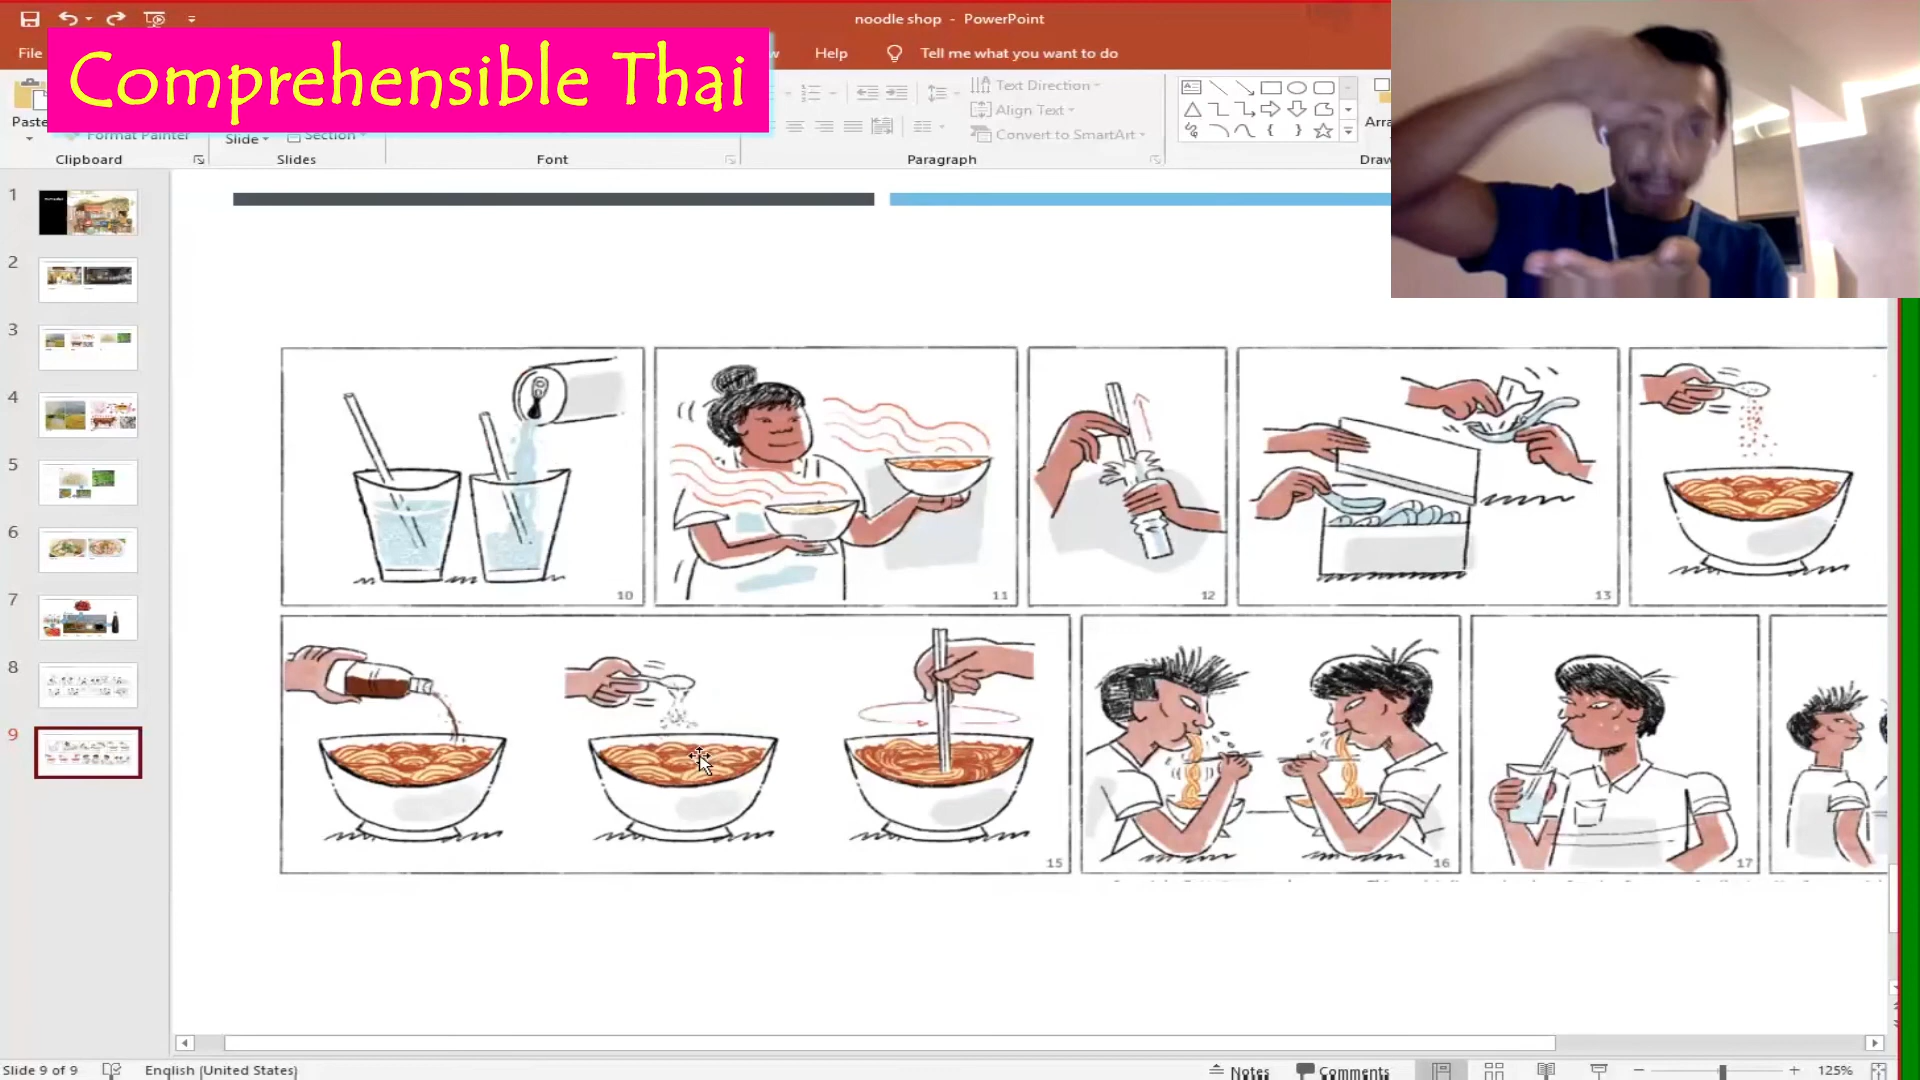 noodle shop - PowerPoint
File
Comprehensible Thai
Help
Tell me what you want to do
Paste
Format Painter
Slide
Section
Text Direction
Align Text
Convert to SmartArt
Arra
Clipboard
Slides
Font
Paragraph
Draw
1
2
3
4
5
6
7
8
9
10
11
12
13
15
16
17
Slide 9 of 9
English (United States)
Notes
Comments
125%